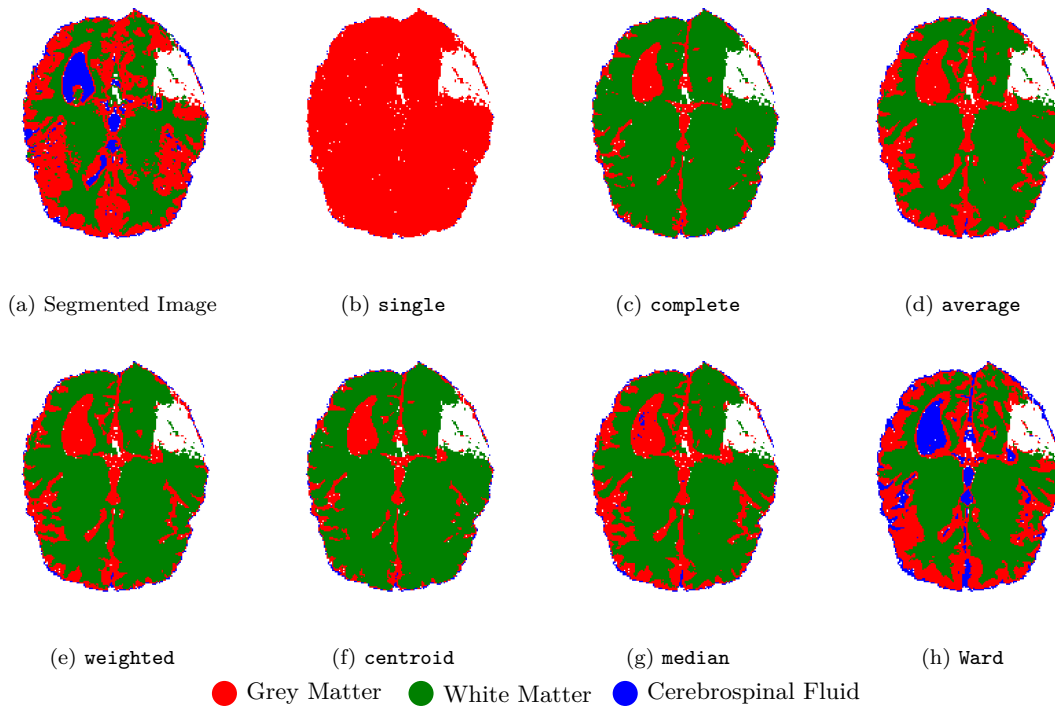 (a) Segmented Image
(b) single
(c) complete
(d) average
(e) weighted
(f) centroid
(g) median
(h) Ward
Grey Matter White Matter Cerebrospinal Fluid